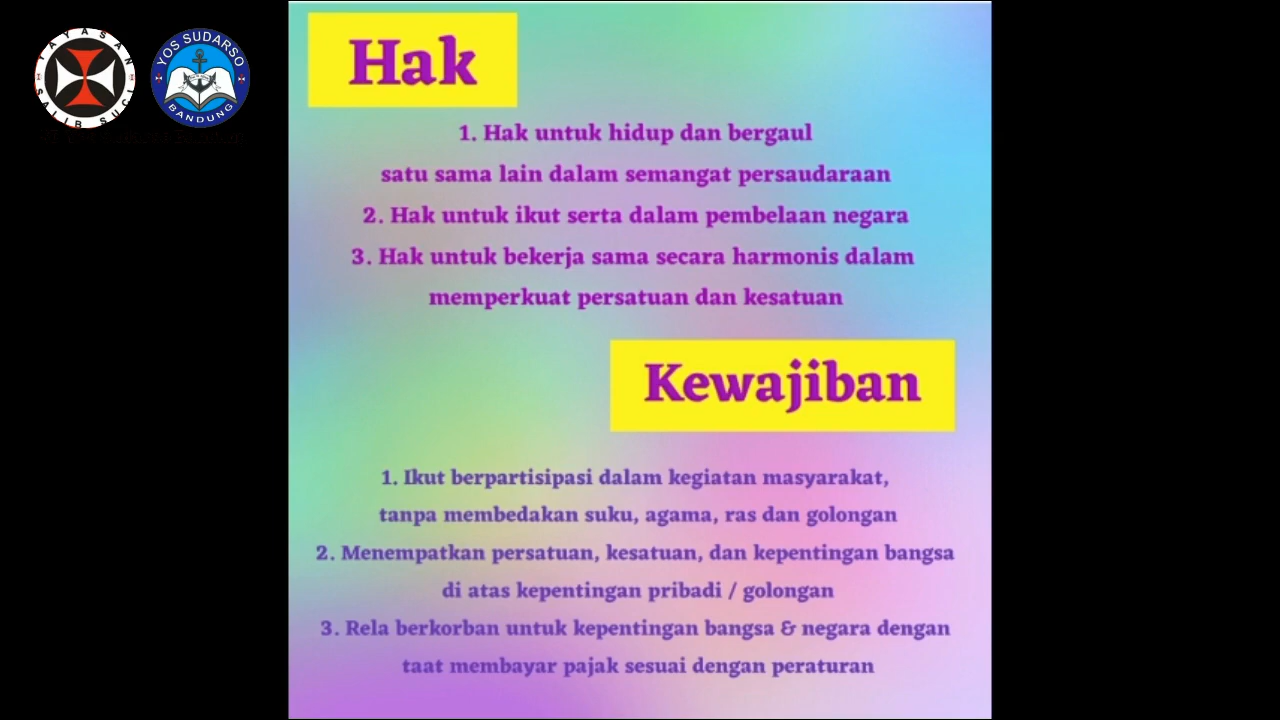 YAYASAN
SALIB SUCI
YOS SUDARSO
BANDUNG
Hak
1. Hak untuk hidup dan bergaul
satu sama lain dalam semangat persaudaraan
2. Hak untuk ikut serta dalam pembelaan negara
3. Hak untuk bekerja sama secara harmonis dalam
memperkuat persatuan dan kesatuan
Kewajiban
1. Ikut berpartisipasi dalam kegiatan masyarakat,
tanpa membedakan suku, agama, ras dan golongan
2. Menempatkan persatuan, kesatuan, dan kepentingan bangsa
di atas kepentingan pribadi / golongan
3. Rela berkorban untuk kepentingan bangsa & negara dengan
taat membayar pajak sesuai dengan peraturan